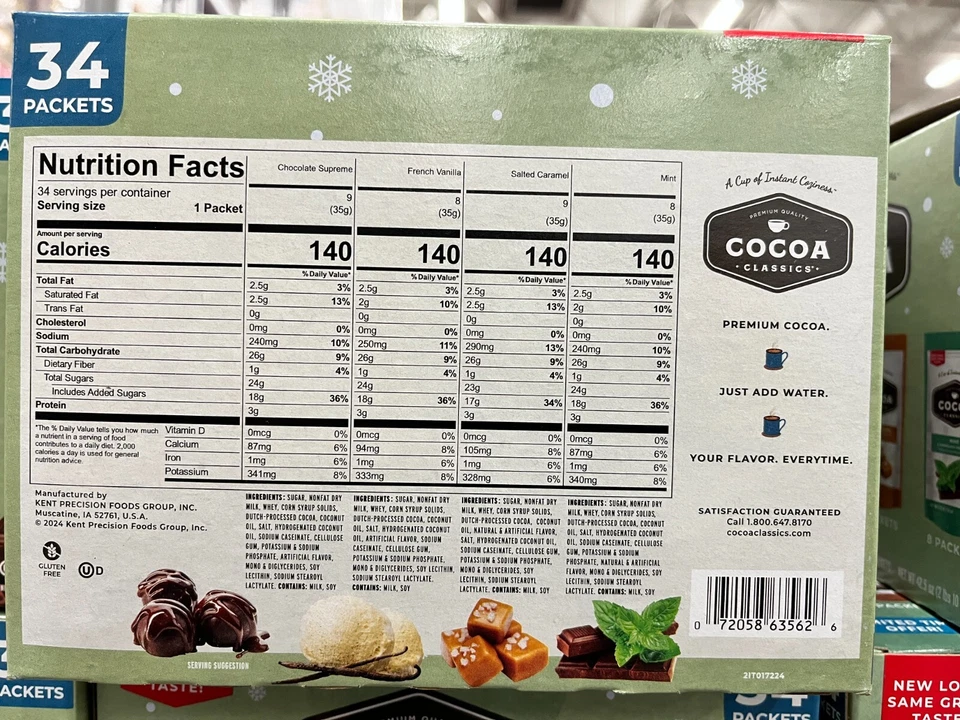 34
PACKETS
Nutrition Facts
34 servings per container
Serving size 1 Packet
Chocolate Supreme French Vanilla Salted Caramel Mint
9 8 9 8
(35g) (35g) (35g) (35g)
Amount per serving
Calories 140 140 140 140
% Daily Value* % Daily Value* % Daily Value* % Daily Value*
Total Fat 2.5g 3% 2.5g 3% 2.5g 3% 2.5g 3%
Saturated Fat 2.5g 13% 2g 10% 2.5g 13% 2g 10%
Trans Fat 0g 0g 0g 0g
Cholesterol 0mg 0% 0mg 0% 0mg 0% 0mg 0%
Sodium 240mg 10% 250mg 11% 290mg 13% 240mg 10%
Total Carbohydrate 26g 9% 26g 9% 26g 9% 26g 9%
Dietary Fiber 1g 4% 1g 4% 1g 4% 1g 4%
Total Sugars 24g 24g 23g 24g
Includes Added Sugars 18g 36% 18g 36% 17g 34% 18g 36%
Protein 3g 3g 3g 3g
*The % Daily Value tells you how much
a nutrient in a serving of food
contributes to a daily diet. 2,000
calories a day is used for general
nutrition advice.
Vitamin D 0mcg 0% 0mcg 0% 0mcg 0% 0mcg 0%
Calcium 87mg 6% 94mg 8% 105mg 8% 87mg 6%
Iron 1mg 6% 1mg 6% 1mg 6% 1mg 6%
Potassium 341mg 8% 333mg 8% 328mg 6% 340mg 8%
Manufactured by
KENT PRECISION FOODS GROUP, INC.
Muscatine, IA 52761, U.S.A.
© 2024 Kent Precision Foods Group, Inc.
GLUTEN
FREE
U D
INGREDIENTS: SUGAR, NONFAT DRY
MILK, WHEY, CORN SYRUP SOLIDS,
DUTCH-PROCESSED COCOA, COCONUT
OIL, SALT, HYDROGENATED COCONUT
OIL, SODIUM CASEINATE, CELLULOSE
GUM, POTASSIUM & SODIUM
PHOSPHATE, ARTIFICIAL FLAVOR,
MONO & DIGLYCERIDES, SOY
LECITHIN, SODIUM STEAROYL
LACTYLATE. CONTAINS: MILK, SOY
INGREDIENTS: SUGAR, NONFAT DRY
MILK, WHEY, CORN SYRUP SOLIDS,
DUTCH-PROCESSED COCOA, COCONUT
OIL, SALT, HYDROGENATED COCONUT
OIL, ARTIFICIAL FLAVOR, SODIUM
CASEINATE, CELLULOSE GUM,
POTASSIUM & SODIUM PHOSPHATE,
MONO & DIGLYCERIDES, SOY LECITHIN,
SODIUM STEAROYL
LACTYLATE. CONTAINS: MILK, SOY
INGREDIENTS: SUGAR, NONFAT DRY
MILK, WHEY, CORN SYRUP SOLIDS,
DUTCH-PROCESSED COCOA, COCONUT
OIL, NATURAL & ARTIFICIAL FLAVOR,
SALT, HYDROGENATED COCONUT OIL,
SODIUM CASEINATE, CELLULOSE GUM,
POTASSIUM & SODIUM PHOSPHATE,
MONO & DIGLYCERIDES, SOY
LECITHIN, SODIUM STEAROYL
LACTYLATE. CONTAINS: MILK, SOY
INGREDIENTS: SUGAR, NONFAT DRY
MILK, WHEY, CORN SYRUP SOLIDS,
DUTCH-PROCESSED COCOA, COCONUT
OIL, SALT, HYDROGENATED COCONUT
OIL, SODIUM CASEINATE, CELLULOSE
GUM, POTASSIUM & SODIUM
PHOSPHATE, NATURAL & ARTIFICIAL
FLAVOR, MONO & DIGLYCERIDES, SOY
LECITHIN, SODIUM STEAROYL
LACTYLATE. CONTAINS: MILK, SOY
SERVING SUGGESTION
A Cup of Instant Coziness.™
PREMIUM QUALITY
COCOA
CLASSICS
PREMIUM COCOA.
JUST ADD WATER.
YOUR FLAVOR. EVERYTIME.
SATISFACTION GUARANTEED
Call 1.800.647.8170
cocoaclassics.com
0 72058 63562 6
21T017224
ACKETS
TASTE!
PREMIUM QUALITY
34
PACKETS
8 PACK
OFFER!
NEW LO
SAME GR
TASTE